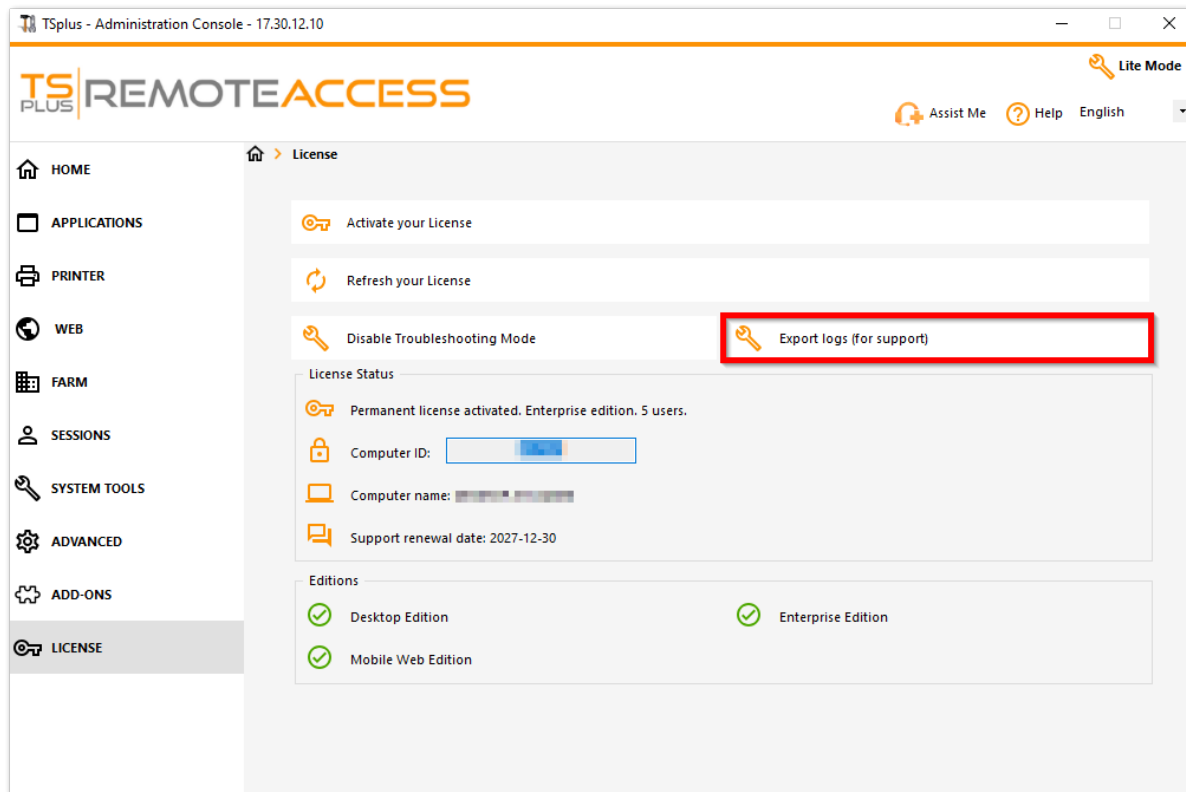 TSplus - Administration Console - 17.30.12.10
Lite Mode
TS PLUS REMOTEACCESS
Assist Me
Help
English
HOME
APPLICATIONS
PRINTER
WEB
FARM
SESSIONS
SYSTEM TOOLS
ADVANCED
ADD-ONS
LICENSE
License
Activate your License
Refresh your License
Disable Troubleshooting Mode
Export logs (for support)
License Status
Permanent license activated. Enterprise edition. 5 users.
Computer ID:
Computer name:
Support renewal date: 2027-12-30
Editions
Desktop Edition
Enterprise Edition
Mobile Web Edition